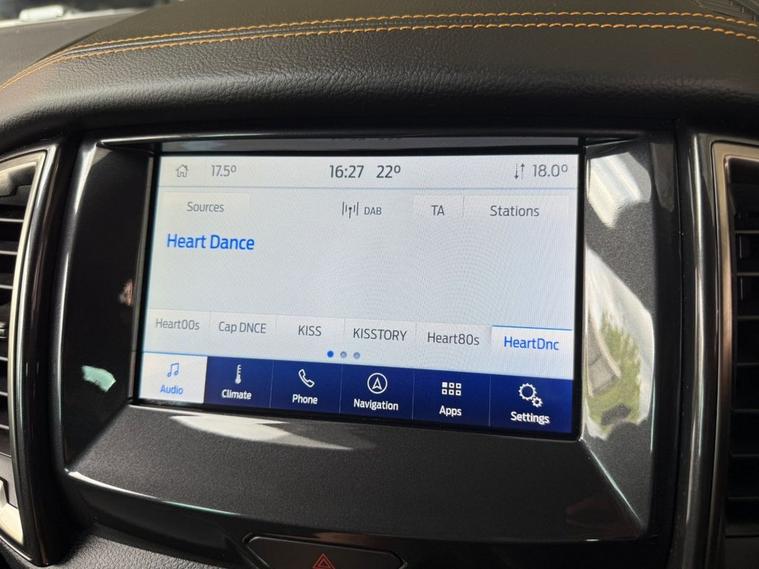 17.5° 16:27 22° 18.0°
Sources DAB TA Stations
Heart Dance
Heart00s Cap DNCE KISS KISSTORY Heart80s HeartDnc
Audio Climate Phone Navigation Apps Settings